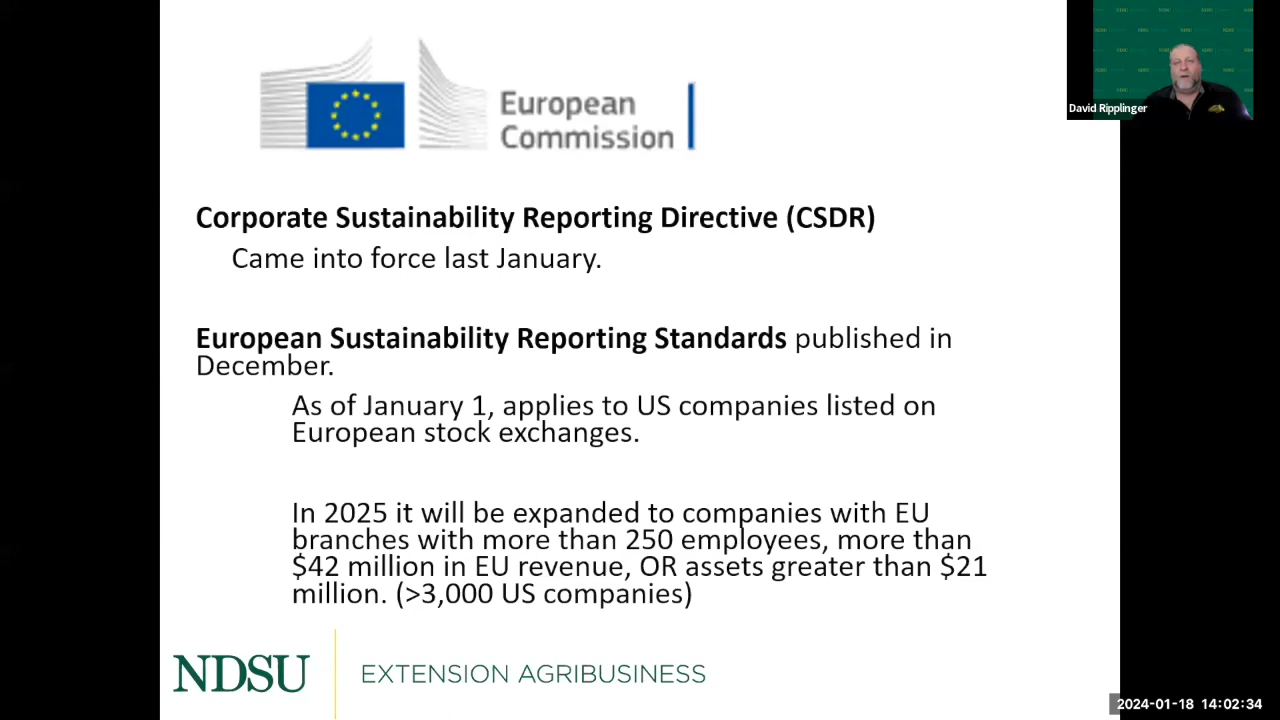 European
Commission
David Ripplinger
Corporate Sustainability Reporting Directive (CSDR)
Came into force last January.
European Sustainability Reporting Standards published in
December.
As of January 1, applies to US companies listed on
European stock exchanges.
In 2025 it will be expanded to companies with EU
branches with more than 250 employees, more than
$42 million in EU revenue, OR assets greater than $21
million. (>3,000 US companies)
NDSU EXTENSION AGRIBUSINESS
2024-01-18 14:02:34